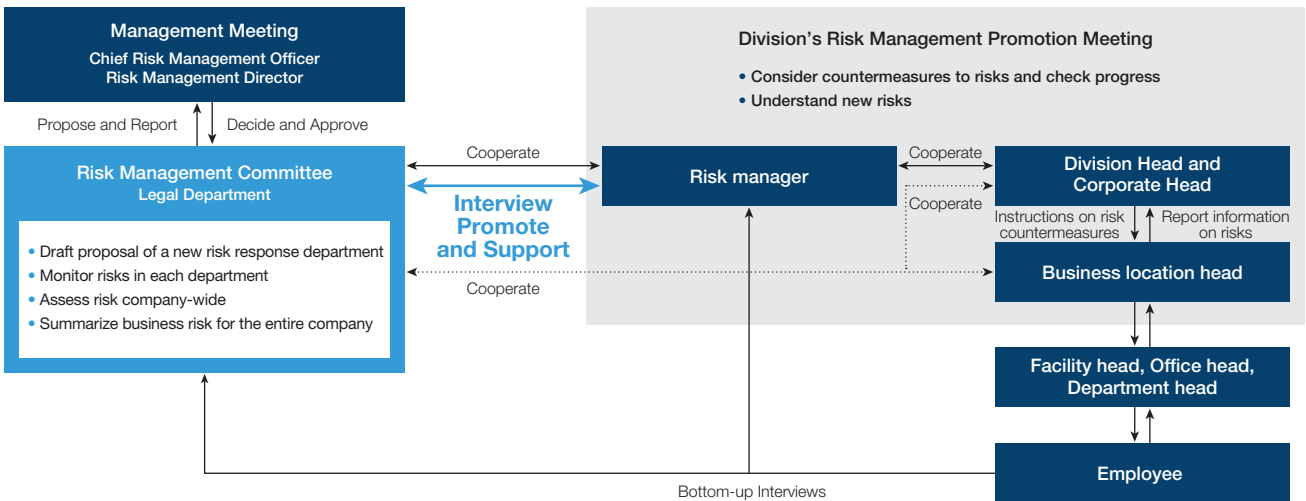 Management Meeting
Chief Risk Management Officer
Risk Management Director
Propose and Report
Decide and Approve
Risk Management Committee
Legal Department
• Draft proposal of a new risk response department
• Monitor risks in each department
• Assess risk company-wide
• Summarize business risk for the entire company
Cooperate
Interview
Promote
and Support
Cooperate
Division's Risk Management Promotion Meeting
• Consider countermeasures to risks and check progress
• Understand new risks
Risk manager
Cooperate
Cooperate
Division Head and
Corporate Head
Instructions on risk
countermeasures
Report information
on risks
Business location head
Facility head, Office head,
Department head
Employee
Bottom-up Interviews